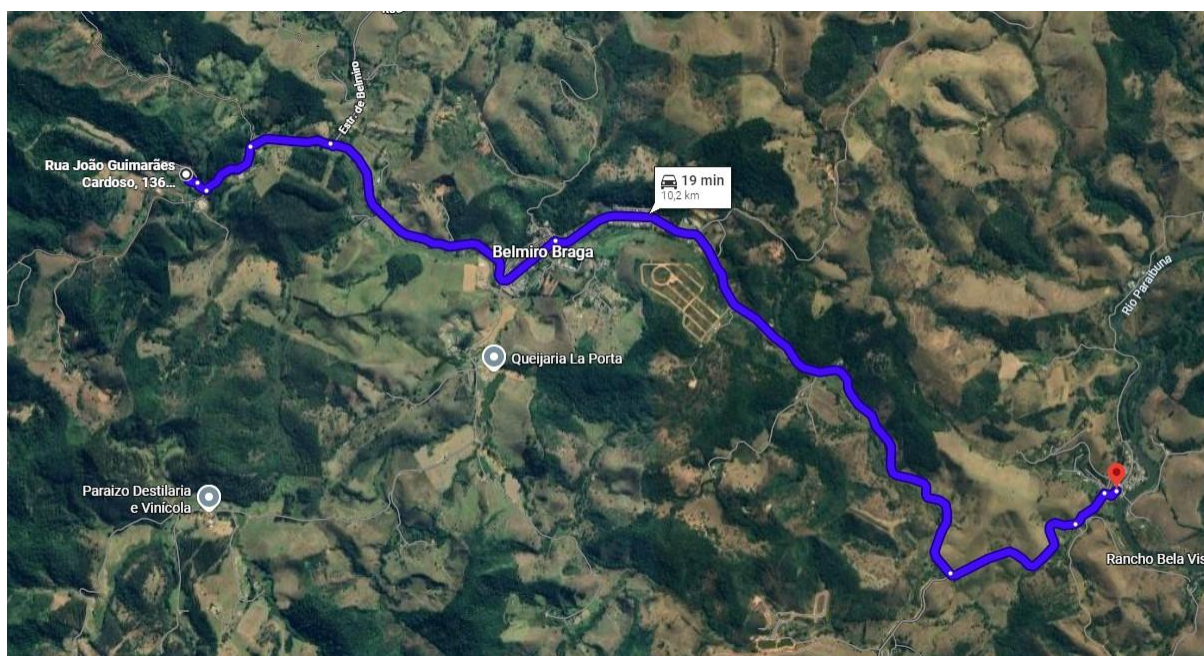 Estr. de Belmiro
Rua João Guimarães
Cardoso, 136...
19 min
10,2 km
Belmiro Braga
Rio Paraibuna
Queijaria La Porta
Paraizo Destilaria
e Vinícola
Rancho Bela Vis